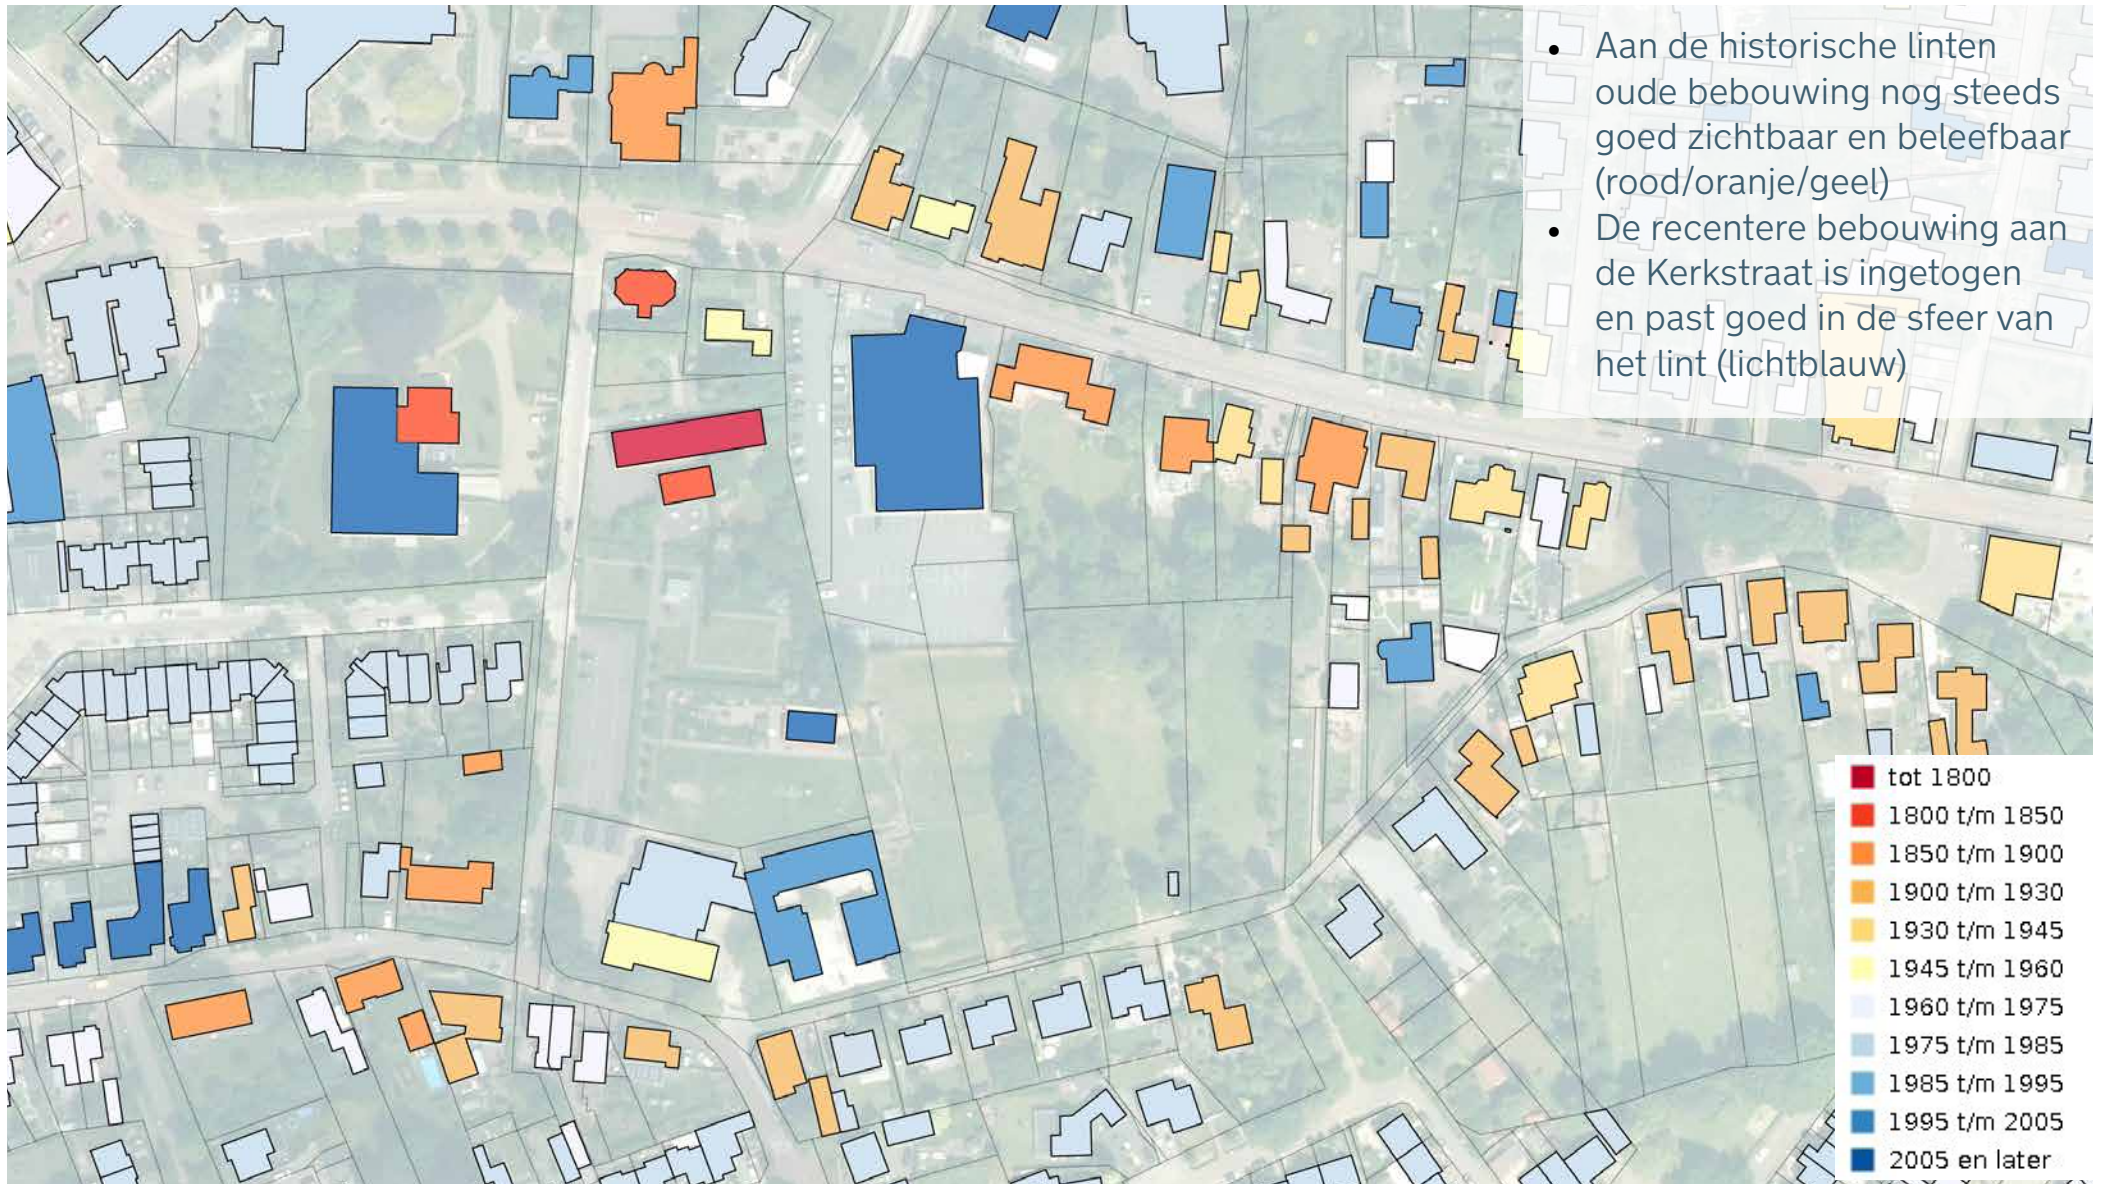 • Aan de historische linten
oude bebouwing nog steeds
goed zichtbaar en beleefbaar
(rood/oranje/geel)
• De recentere bebouwing aan
de Kerkstraat is ingetogen
en past goed in de sfeer van
het lint (lichtblauw)
tot 1800
1800 t/m 1850
1850 t/m 1900
1900 t/m 1930
1930 t/m 1945
1945 t/m 1960
1960 t/m 1975
1975 t/m 1985
1985 t/m 1995
1995 t/m 2005
2005 en later